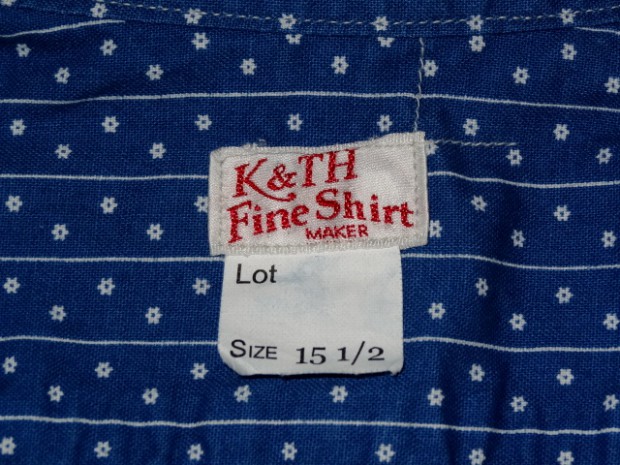 K&TH
Fine Shirt
MAKER
Lot
SIZE 15 1/2